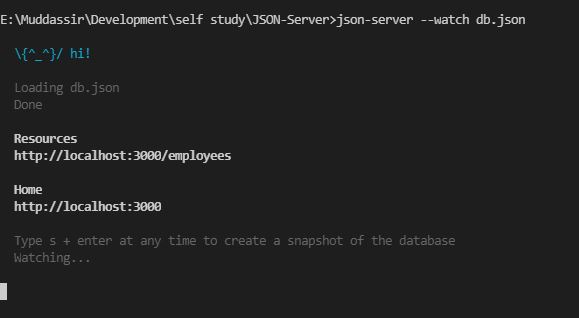 E:\Muddassir\Development\self study\JSON-Server>json-server --watch db.json
\{^_^}/ hi!
Loading db.json
Done
Resources
http://localhost:3000/employees
Home
http://localhost:3000
Type s + enter at any time to create a snapshot of the database
Watching...